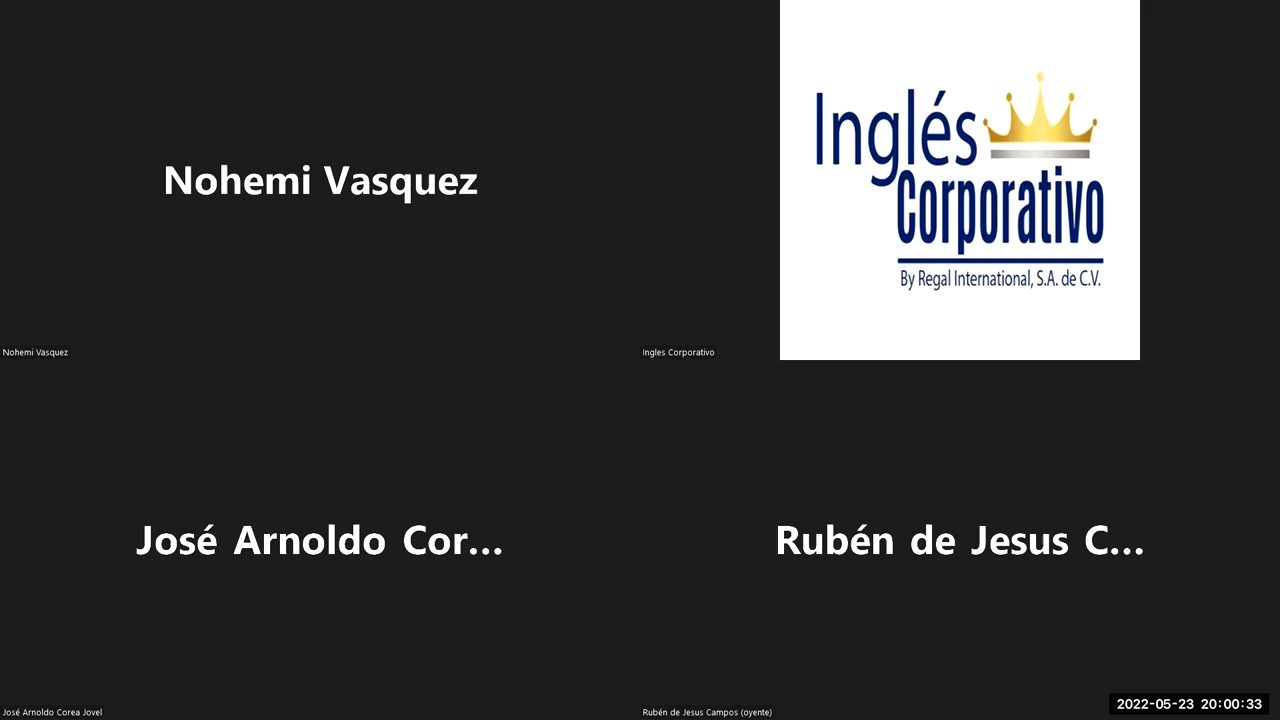 Nohemi Vasquez
Inglés
Corporativo
By Regal International, S.A. de C.V.
Nohemi Vasquez
Ingles Corporativo
José Arnoldo Cor...
Rubén de Jesus C...
José Arnoldo Corea Jovel
Rubén de Jesus Campos (oyente)
2022-05-23 20:00:33